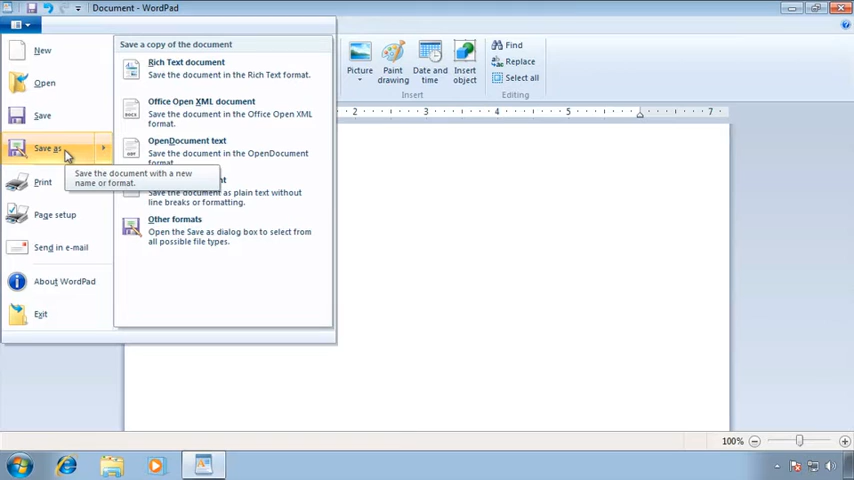 Document - WordPad
New
Open
Save
Save as
Print
Page setup
Send in e-mail
About WordPad
Exit
Save a copy of the document
Rich Text document
Save the document in the Rich Text format.
Office Open XML document
Save the document in the Office Open XML
format.
OpenDocument text
Save the document in the OpenDocument
Save the document with a new
name or format.
Save the document as plain text without
line breaks or formatting.
Other formats
Open the Save as dialog box to select from
all possible file types.
Picture
Paint
drawing
Date and
time
Insert
object
Insert
Find
Replace
Select all
Editing
2 3 4 5 6 7
100%